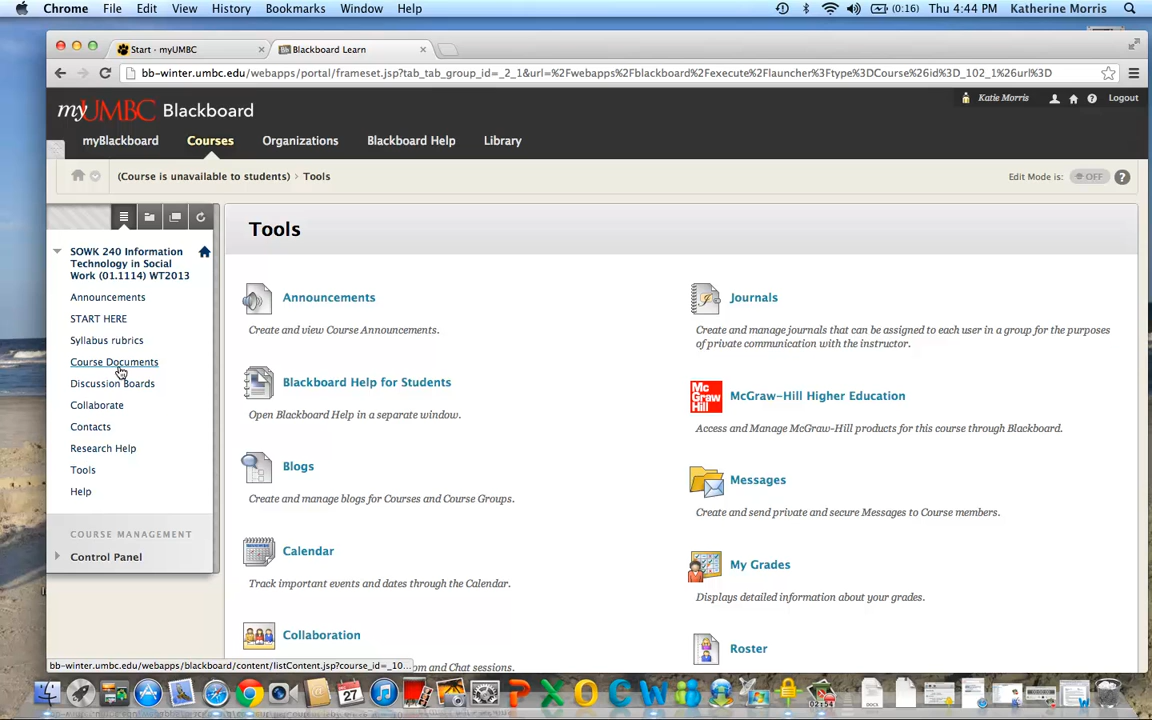 Chrome File Edit View History Bookmarks Window Help (0:16) Thu 4:44 PM Katherine Morris
Start - myUMBC
Blackboard Learn
bb-winter.umbc.edu/webapps/portal/frameset.jsp?tab_tab_group_id=_2_1&url=%2Fwebapps%2Fblackboard%2Fexecute%2Flauncher%3Ftype%3DCourse%26id%3D_102_1%26url%3D
myUMBC Blackboard
Katie Morris
Logout
myBlackboard Courses Organizations Blackboard Help Library
(Course is unavailable to students) > Tools
Edit Mode is: OFF ?
SOWK 240 Information
Technology in Social
Work (01.1114) WT2013
Announcements
START HERE
Syllabus rubrics
Course Documents
Discussion Boards
Collaborate
Contacts
Research Help
Tools
Help
COURSE MANAGEMENT
Control Panel
Tools
Announcements
Create and view Course Announcements.
Blackboard Help for Students
Open Blackboard Help in a separate window.
Blogs
Create and manage blogs for Courses and Course Groups.
Calendar
Track important events and dates through the Calendar.
Collaboration
om and Chat sessions.
Journals
Create and manage journals that can be assigned to each user in a group for the purposes
of private communication with the instructor.
Mc
Graw
Hill
McGraw-Hill Higher Education
Access and Manage McGraw-Hill products for this course through Blackboard.
Messages
Create and send private and secure Messages to Course members.
My Grades
Displays detailed information about your grades.
Roster
bb-winter.umbc.edu/webapps/blackboard/content/listContent.jsp?course_id=_10...
27
02:54